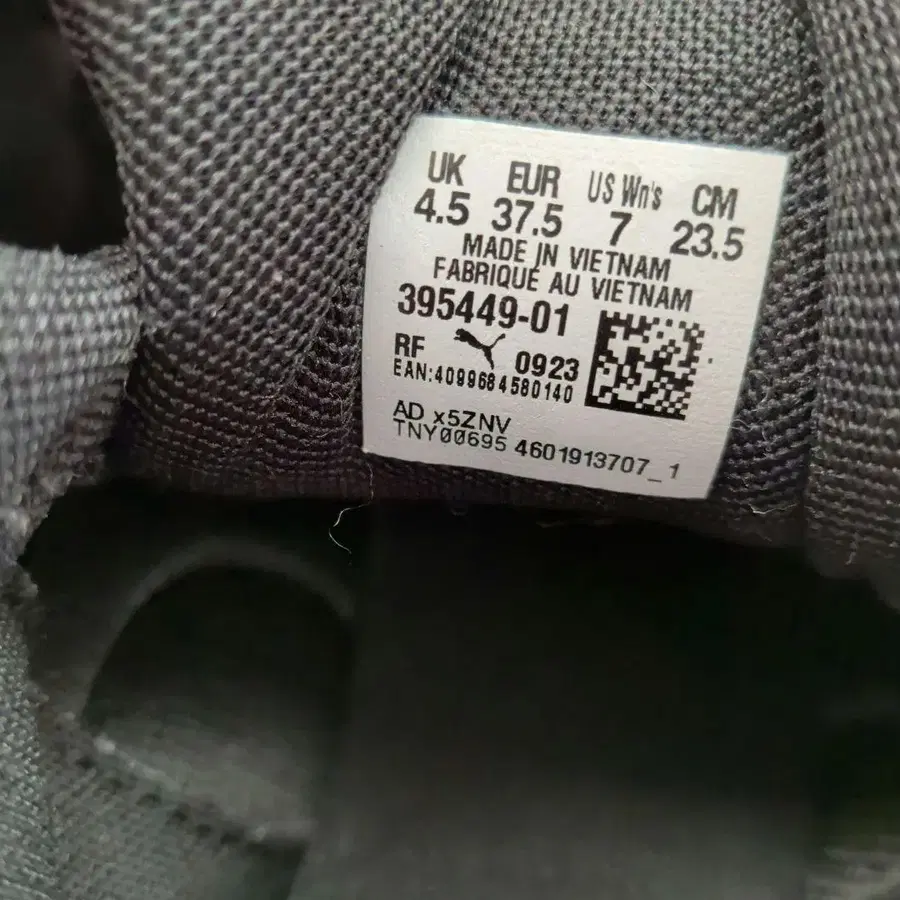 UK EUR US Wn's CM
4.5 37.5 7 23.5
MADE IN VIETNAM
FABRIQUÉ AU VIETNAM
395449-01
RF 0923
EAN:4099684580140
AD x5ZNV
TNY00695 4601913707_1